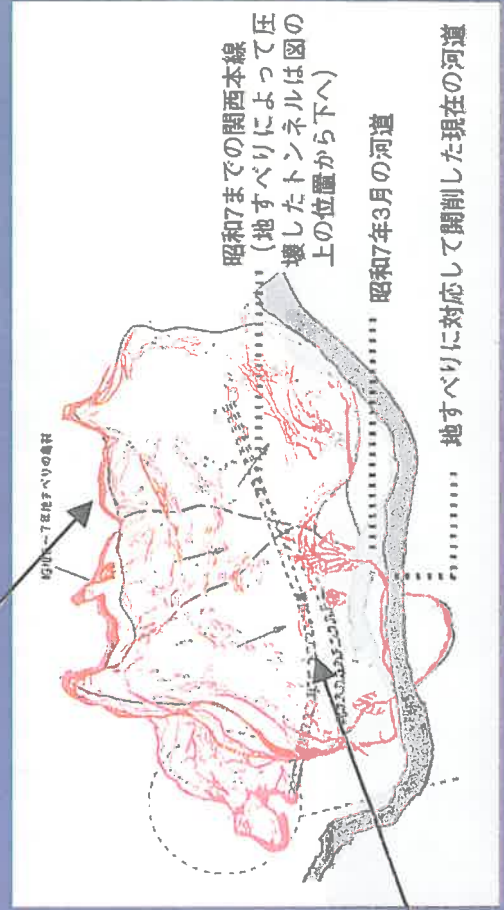 昭和7までの関西本線
(地すべりによって圧
壊したトンネルは図の
上の位置から下へ)
昭和7年3月の河道
地すべりに対応して開削した現在の河道